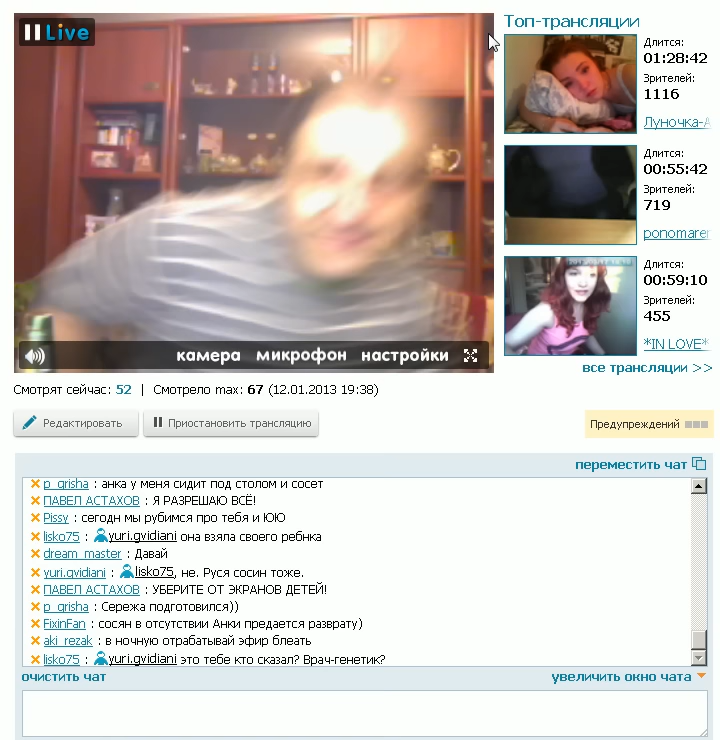 Live
камера микрофон настройки
Топ-трансляции
Длится:
01:28:42
Зрителей:
1116
Луночка-А
Длится:
00:55:42
Зрителей:
719
ponomarer
Длится:
00:59:10
Зрителей:
455
*IN LOVE*
все трансляции >>
Смотрят сейчас: 52 | Смотрело max: 67 (12.01.2013 19:38)
Редактировать
Приостановить трансляцию
Предупреждений
переместить чат
p_grisha : анка у меня сидит под столом и сосет
ПАВЕЛ АСТАХОВ : Я РАЗРЕШАЮ ВСЁ!
Pissy : сегодн мы рубимся про тебя и ЮЮ
lisko75 : yuri.gvidiani она взяла своего ребнка
dream_master : Давай
yuri.gvidiani : lisko75, не. Руся сосин тоже.
ПАВЕЛ АСТАХОВ : УБЕРИТЕ ОТ ЭКРАНОВ ДЕТЕЙ!
p_grisha : Сережа подготовился))
FixinFan : сосян в отсутствии Анки предается разврату)
aki_rezak : в ночную отрабатывай эфир блеать
lisko75 : yuri.gvidiani это тебе кто сказал? Врач-генетик?
очистить чат
увеличить окно чата